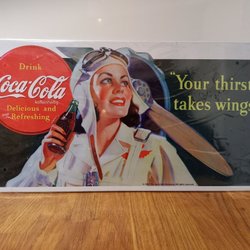 Drink
Coca-Cola
Delicious and
Refreshing
"Your thirst
takes wings"